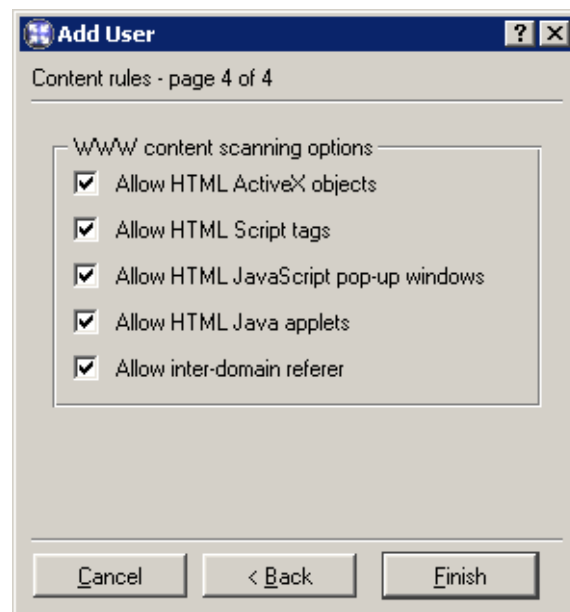 Add User
Content rules - page 4 of 4
WWW content scanning options
Allow HTML ActiveX objects
Allow HTML Script tags
Allow HTML JavaScript pop-up windows
Allow HTML Java applets
Allow inter-domain referer
Cancel < Back Finish